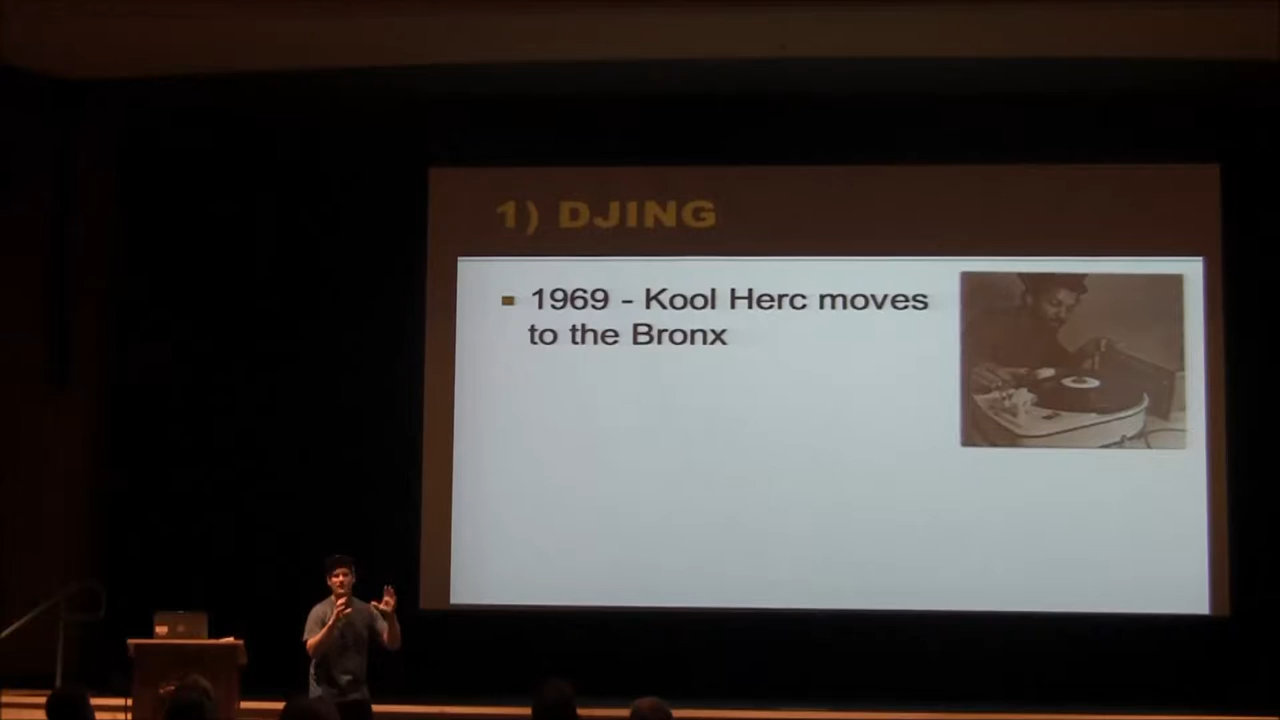 1) DJING
1969 - Kool Herc moves
to the Bronx